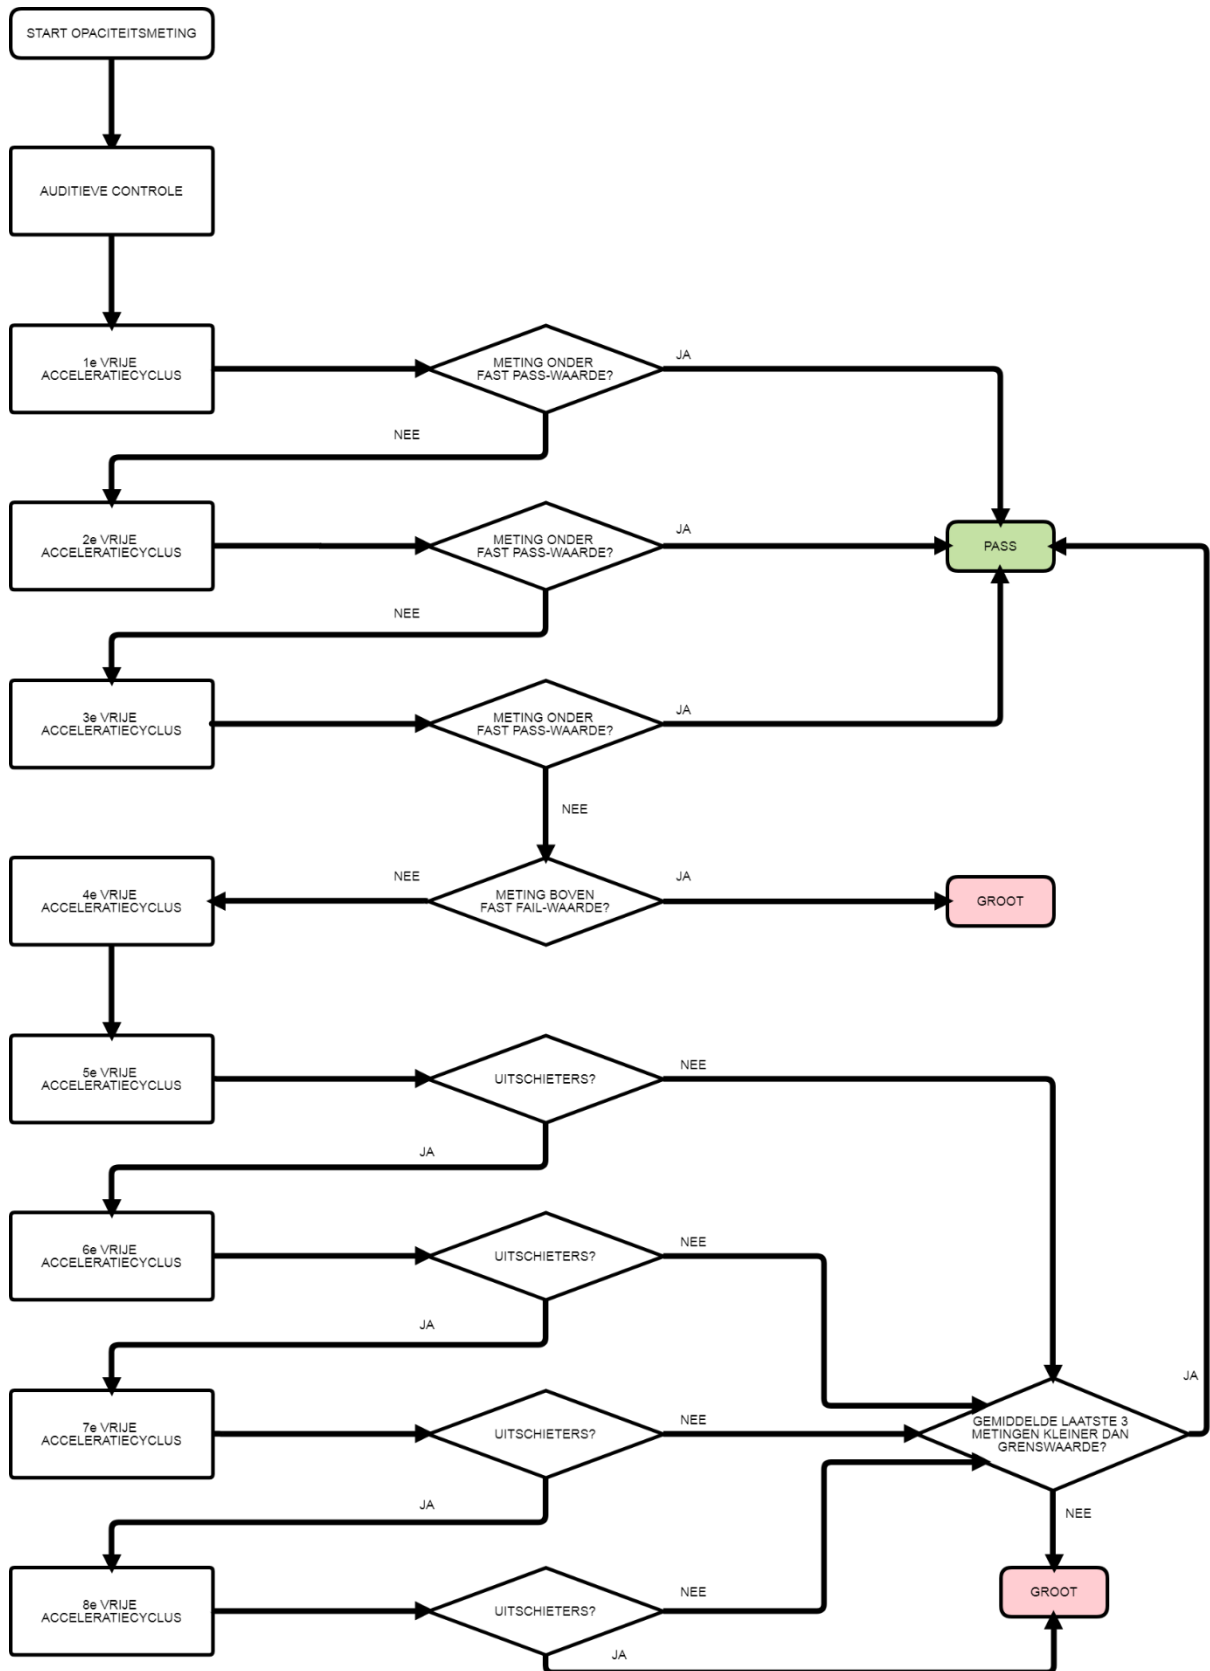 START OPACITEITSMETING
AUDITIEVE CONTROLE
1e VRIJE
ACCELERATIECYCLUS
METING ONDER
FAST PASS-WAARDE?
JA
NEE
2e VRIJE
ACCELERATIECYCLUS
METING ONDER
FAST PASS-WAARDE?
JA
PASS
NEE
3e VRIJE
ACCELERATIECYCLUS
METING ONDER
FAST PASS-WAARDE?
JA
NEE
4e VRIJE
ACCELERATIECYCLUS
NEE
METING BOVEN
FAST FAIL-WAARDE?
JA
GROOT
5e VRIJE
ACCELERATIECYCLUS
UITSCHIETERS?
NEE
JA
6e VRIJE
ACCELERATIECYCLUS
UITSCHIETERS?
NEE
JA
7e VRIJE
ACCELERATIECYCLUS
UITSCHIETERS?
NEE
GEMIDDELDE LAATSTE 3
METINGEN KLEINER DAN
GRENSWAARDE?
JA
JA
NEE
8e VRIJE
ACCELERATIECYCLUS
UITSCHIETERS?
NEE
GROOT
JA